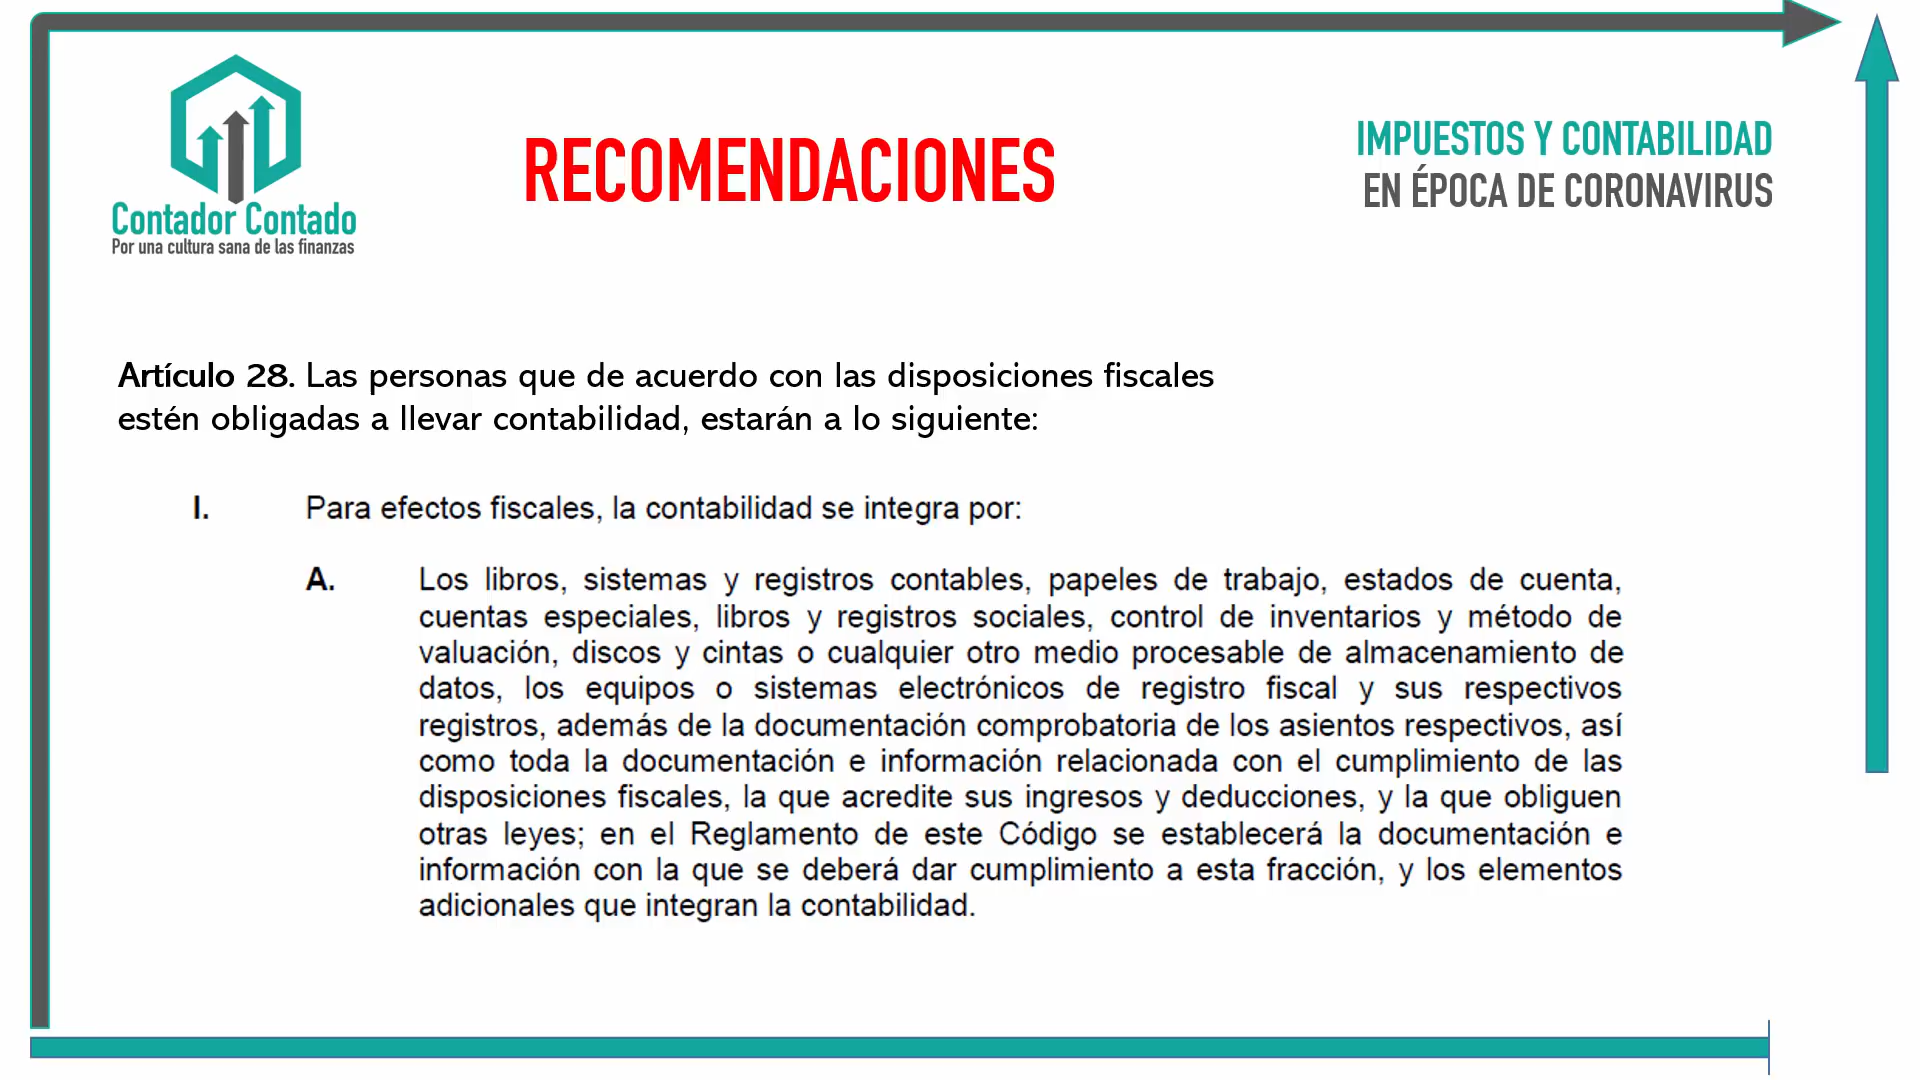 Contador Contado
Por una cultura sana de las finanzas
RECOMENDACIONES
IMPUESTOS Y CONTABILIDAD
EN ÉPOCA DE CORONAVIRUS
Artículo 28. Las personas que de acuerdo con las disposiciones fiscales
estén obligadas a llevar contabilidad, estarán a lo siguiente:
I. Para efectos fiscales, la contabilidad se integra por:
A. Los libros, sistemas y registros contables, papeles de trabajo, estados de cuenta,
cuentas especiales, libros y registros sociales, control de inventarios y método de
valuación, discos y cintas o cualquier otro medio procesable de almacenamiento de
datos, los equipos o sistemas electrónicos de registro fiscal y sus respectivos
registros, además de la documentación comprobatoria de los asientos respectivos, así
como toda la documentación e información relacionada con el cumplimiento de las
disposiciones fiscales, la que acredite sus ingresos y deducciones, y la que obliguen
otras leyes; en el Reglamento de este Código se establecerá la documentación e
información con la que se deberá dar cumplimiento a esta fracción, y los elementos
adicionales que integran la contabilidad.